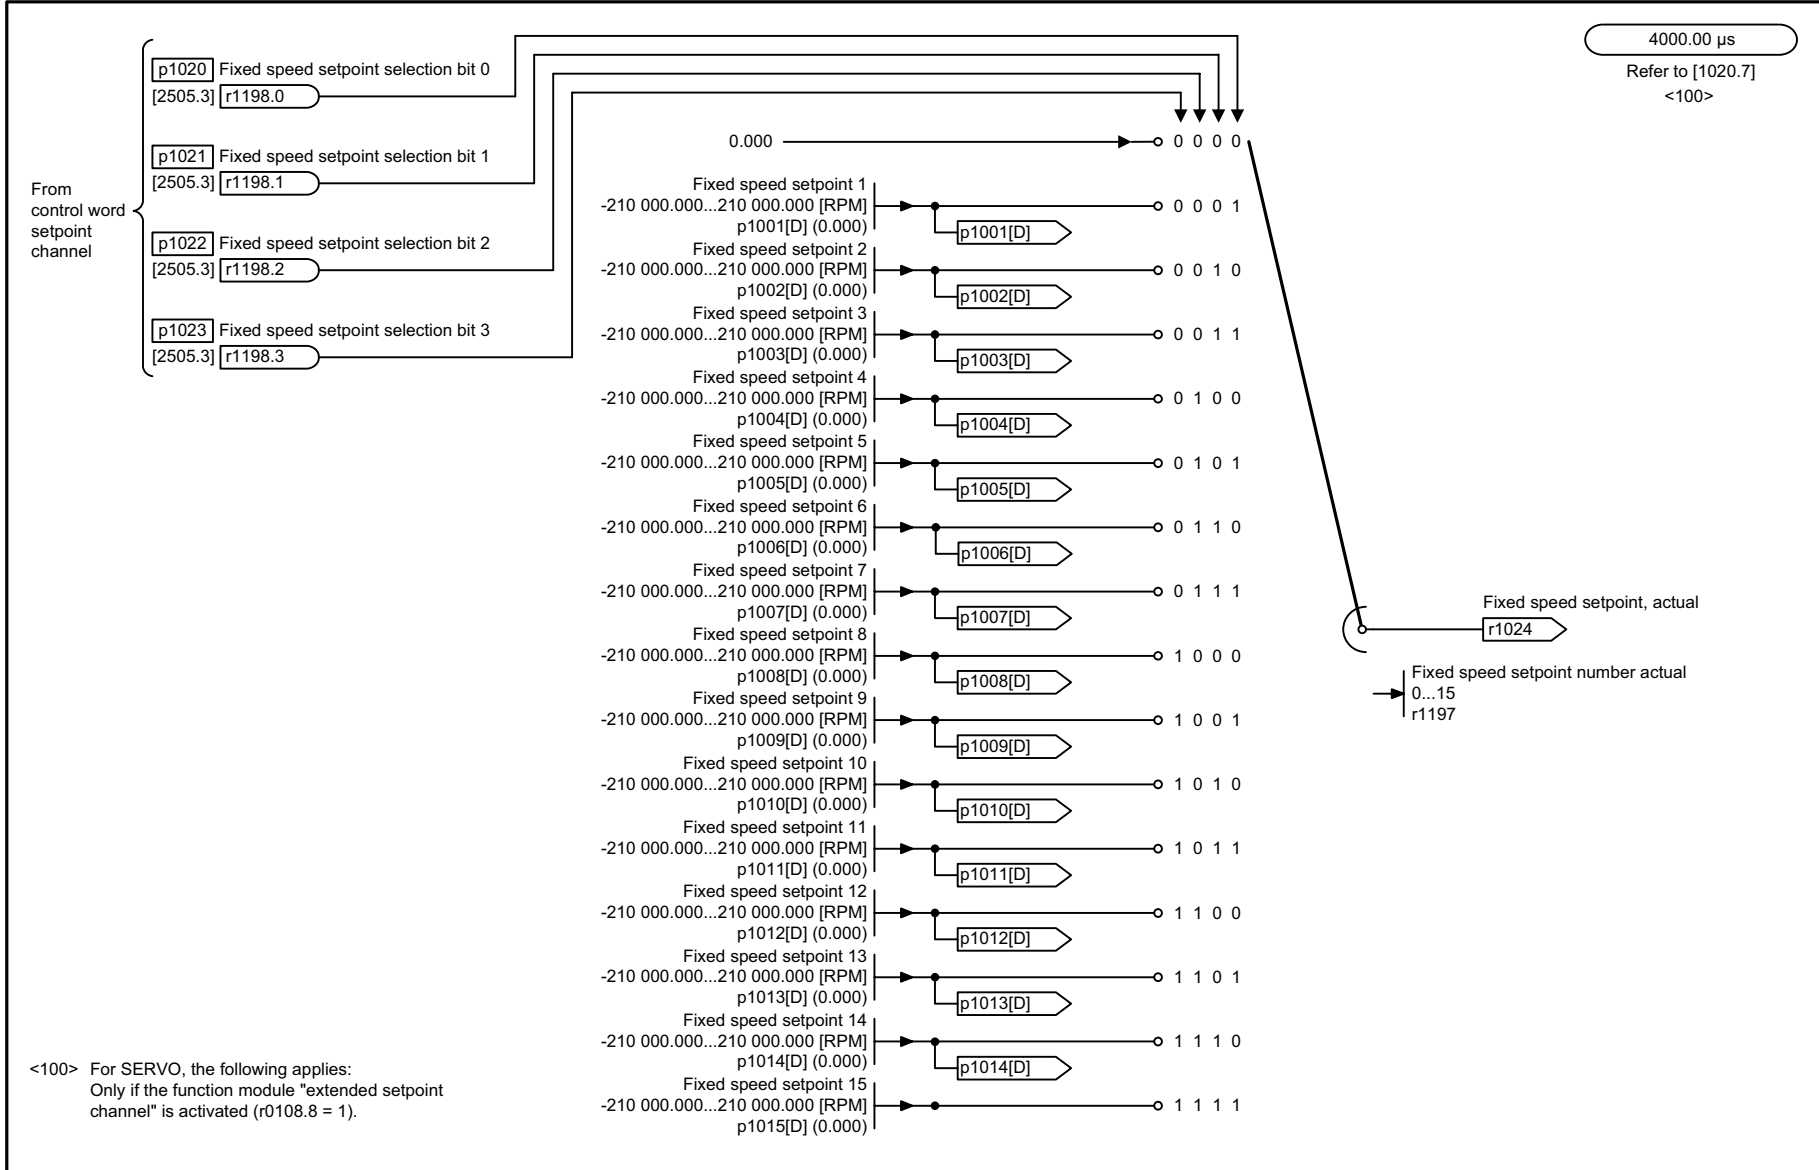 4000.00 µs
Refer to [1020.7]
<100>
From
control word
setpoint
channel
p1020 Fixed speed setpoint selection bit 0
[2505.3] r1198.0
p1021 Fixed speed setpoint selection bit 1
[2505.3] r1198.1
p1022 Fixed speed setpoint selection bit 2
[2505.3] r1198.2
p1023 Fixed speed setpoint selection bit 3
[2505.3] r1198.3
0.000 0 0 0 0
Fixed speed setpoint 1
-210 000.000...210 000.000 [RPM] 0 0 0 1
p1001[D] (0.000) p1001[D]
Fixed speed setpoint 2
-210 000.000...210 000.000 [RPM] 0 0 1 0
p1002[D] (0.000) p1002[D]
Fixed speed setpoint 3
-210 000.000...210 000.000 [RPM] 0 0 1 1
p1003[D] (0.000) p1003[D]
Fixed speed setpoint 4
-210 000.000...210 000.000 [RPM] 0 1 0 0
p1004[D] (0.000) p1004[D]
Fixed speed setpoint 5
-210 000.000...210 000.000 [RPM] 0 1 0 1
p1005[D] (0.000) p1005[D]
Fixed speed setpoint 6
-210 000.000...210 000.000 [RPM] 0 1 1 0
p1006[D] (0.000) p1006[D]
Fixed speed setpoint 7
-210 000.000...210 000.000 [RPM] 0 1 1 1
p1007[D] (0.000) p1007[D]
Fixed speed setpoint 8
-210 000.000...210 000.000 [RPM] 1 0 0 0
p1008[D] (0.000) p1008[D]
Fixed speed setpoint 9
-210 000.000...210 000.000 [RPM] 1 0 0 1
p1009[D] (0.000) p1009[D]
Fixed speed setpoint 10
-210 000.000...210 000.000 [RPM] 1 0 1 0
p1010[D] (0.000) p1010[D]
Fixed speed setpoint 11
-210 000.000...210 000.000 [RPM] 1 0 1 1
p1011[D] (0.000) p1011[D]
Fixed speed setpoint 12
-210 000.000...210 000.000 [RPM] 1 1 0 0
p1012[D] (0.000) p1012[D]
Fixed speed setpoint 13
-210 000.000...210 000.000 [RPM] 1 1 0 1
p1013[D] (0.000) p1013[D]
Fixed speed setpoint 14
-210 000.000...210 000.000 [RPM] 1 1 1 0
p1014[D] (0.000) p1014[D]
Fixed speed setpoint 15
-210 000.000...210 000.000 [RPM] 1 1 1 1
p1015[D] (0.000)
Fixed speed setpoint, actual
r1024
Fixed speed setpoint number actual
0...15
r1197
<100> For SERVO, the following applies:
Only if the function module "extended setpoint
channel" is activated (r0108.8 = 1).